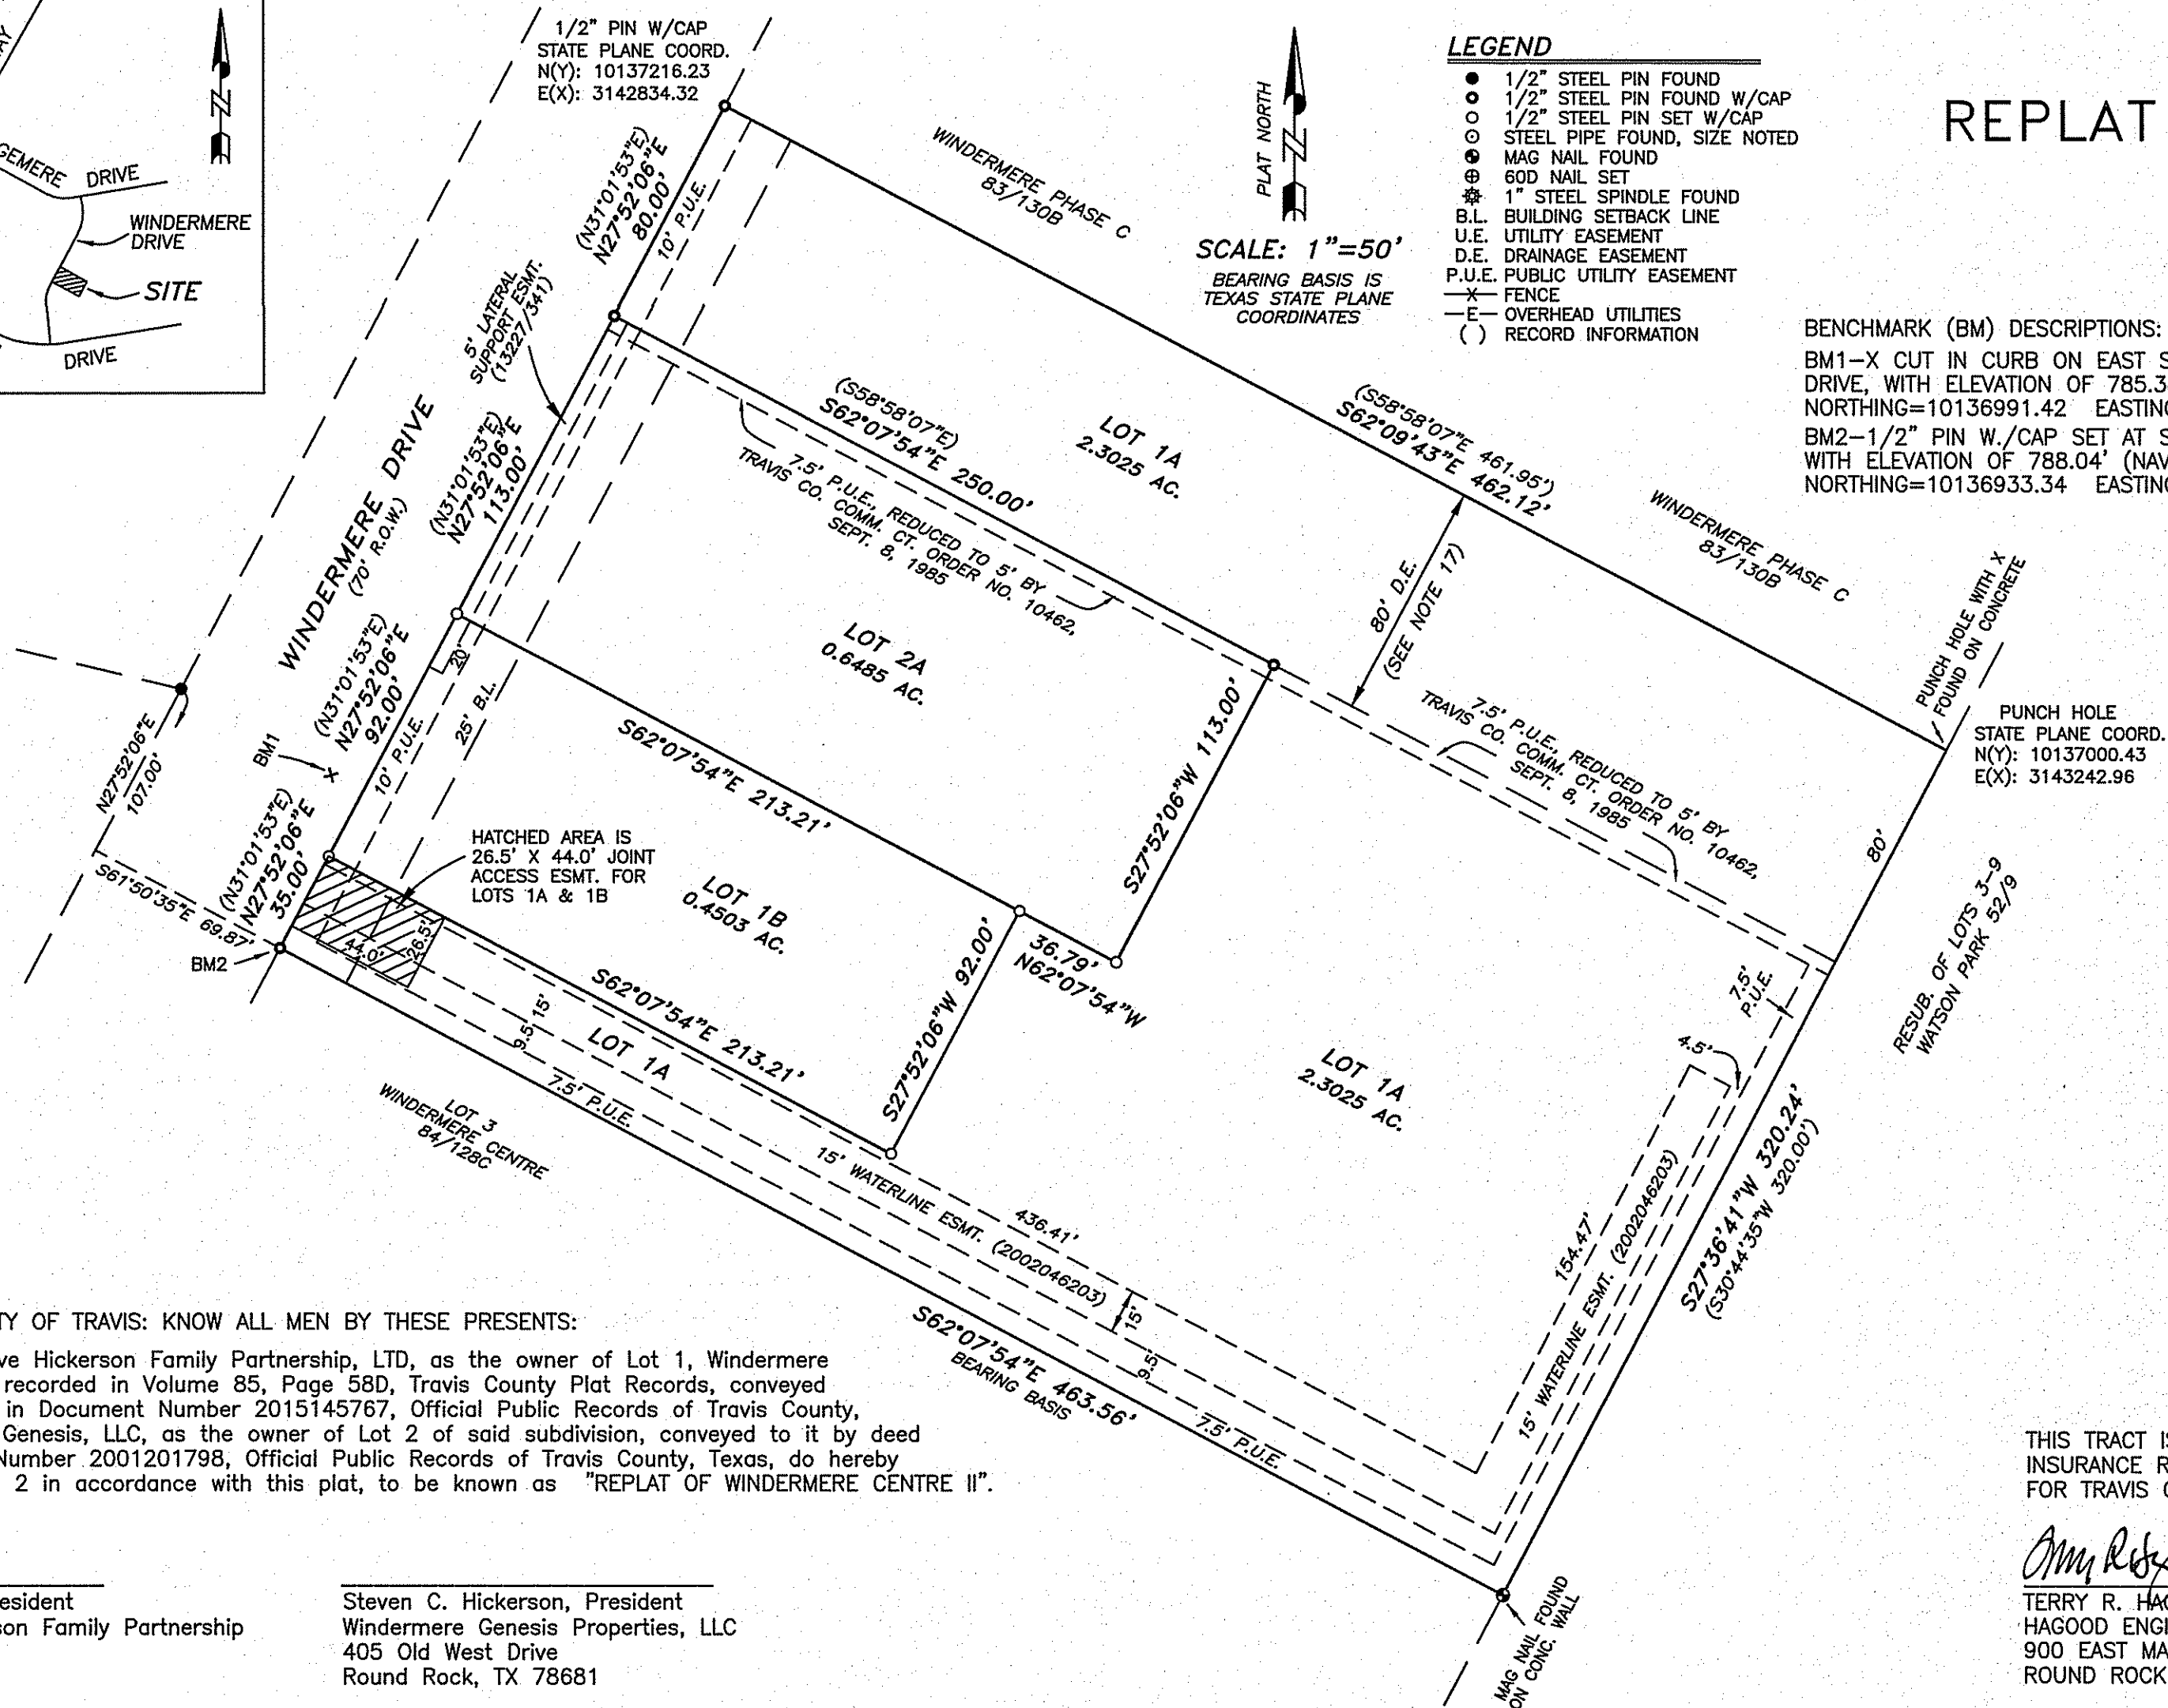 GEMERE DRIVE
WINDERMERE
DRIVE
SITE
DRIVE
1/2" PIN W/CAP
STATE PLANE COORD.
N(Y): 10137216.23
E(X): 3142834.32
PLAT NORTH
SCALE: 1"=50'
BEARING BASIS IS
TEXAS STATE PLANE
COORDINATES
LEGEND
1/2" STEEL PIN FOUND
1/2" STEEL PIN FOUND W/CAP
1/2" STEEL PIN SET W/CAP
STEEL PIPE FOUND, SIZE NOTED
MAG NAIL FOUND
60D NAIL SET
1" STEEL SPINDLE FOUND
B.L. BUILDING SETBACK LINE
U.E. UTILITY EASEMENT
D.E. DRAINAGE EASEMENT
P.U.E. PUBLIC UTILITY EASEMENT
—X— FENCE
—E— OVERHEAD UTILITIES
( ) RECORD INFORMATION
REPLAT
BENCHMARK (BM) DESCRIPTIONS:
BM1-X CUT IN CURB ON EAST S
DRIVE, WITH ELEVATION OF 785.3
NORTHING=10136991.42 EASTING
BM2-1/2" PIN W./CAP SET AT S
WITH ELEVATION OF 788.04' (NAV
NORTHING=10136933.34 EASTING
WINDERMERE PHASE C
83/130B
(N31°01'53"E)
N27°52'06"E
80.00'
10' P.U.E.
5' LATERAL
SUPPORT ESMT.
(13227/341)
(S58°58'07"E)
S62°07'54"E 250.00'
7.5' P.U.E., REDUCED TO 5' BY
TRAVIS CO. COMM. CT. ORDER NO. 10462,
SEPT. 8, 1985
LOT 1A
2.3025 AC.
(S58°58'07"E 461.95')
S62°09'43"E 462.12'
WINDERMERE PHASE C
83/130B
80' D.E.
(SEE NOTE 17)
PUNCH HOLE WITH X
FOUND ON CONCRETE
PUNCH HOLE
STATE PLANE COORD.
N(Y): 10137000.43
E(X): 3143242.96
WINDERMERE DRIVE
(70' R.O.W.)
(N31°01'53"E)
N27°52'06"E
113.00'
(N31°01'53"E)
N27°52'06"E
92.00'
20'
10' P.U.E.
25' B.L.
LOT 2A
0.6485 AC.
S62°07'54"E 213.21'
S27°52'06"W 113.00'
7.5' P.U.E., REDUCED TO 5' BY
TRAVIS CO. COMM. CT. ORDER NO. 10462,
SEPT. 8, 1985
80'
RESUB. OF LOTS 3-9
WATSON PARK 52/9
N27°52'06"E
107.00'
BM1
(N31°01'53"E)
N27°52'06"E
35.00'
S61°50'35"E 69.87'
BM2
HATCHED AREA IS
26.5' X 44.0' JOINT
ACCESS ESMT. FOR
LOTS 1A & 1B
44.0'
26.5'
LOT 1B
0.4503 AC.
S62°07'54"E 213.21'
S27°52'06"W 92.00'
36.79'
N62°07'54"W
9.5' 15'
LOT 1A
7.5' P.U.E.
LOT 3
WINDERMERE CENTRE
84/128C
15' WATERLINE ESMT. (2002046203)
436.41'
15'
9.5'
S62°07'54"E 463.56'
BEARING BASIS
7.5' P.U.E.
LOT 1A
2.3025 AC.
7.5'
P.U.E.
4.5'
154.47'
15' WATERLINE ESMT. (2002046203)
S27°36'41"W 320.24'
(S30°44'35"W 320.00')
MAG NAIL FOUND
ON CONC. WALL
TY OF TRAVIS: KNOW ALL MEN BY THESE PRESENTS:
ve Hickerson Family Partnership, LTD, as the owner of Lot 1, Windermere
recorded in Volume 85, Page 58D, Travis County Plat Records, conveyed
in Document Number 2015145767, Official Public Records of Travis County,
Genesis, LLC, as the owner of Lot 2 of said subdivision, conveyed to it by deed
Number 2001201798, Official Public Records of Travis County, Texas, do hereby
2 in accordance with this plat, to be known as "REPLAT OF WINDERMERE CENTRE II".
esident
son Family Partnership
Steven C. Hickerson, President
Windermere Genesis Properties, LLC
405 Old West Drive
Round Rock, TX 78681
THIS TRACT IS
INSURANCE R
FOR TRAVIS C
TERRY R. HAG
HAGOOD ENGI
900 EAST MA
ROUND ROCK